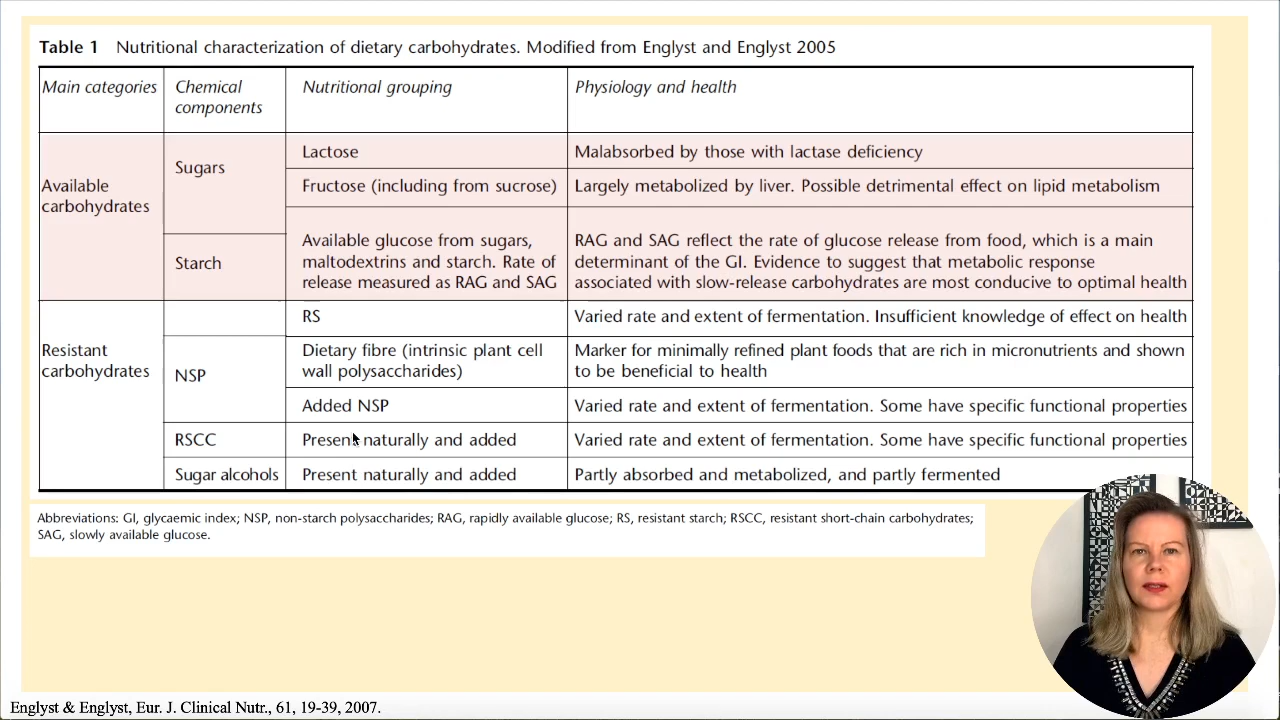 Table 1 Nutritional characterization of dietary carbohydrates. Modified from Englyst and Englyst 2005
Main categories
Chemical
components
Nutritional grouping
Physiology and health
Available
carbohydrates
Sugars
Lactose
Malabsorbed by those with lactase deficiency
Fructose (including from sucrose)
Largely metabolized by liver. Possible detrimental effect on lipid metabolism
Starch
Available glucose from sugars,
maltodextrins and starch. Rate of
release measured as RAG and SAG
RAG and SAG reflect the rate of glucose release from food, which is a main
determinant of the GI. Evidence to suggest that metabolic response
associated with slow-release carbohydrates are most conducive to optimal health
Resistant
carbohydrates
RS
Varied rate and extent of fermentation. Insufficient knowledge of effect on health
NSP
Dietary fibre (intrinsic plant cell
wall polysaccharides)
Marker for minimally refined plant foods that are rich in micronutrients and shown
to be beneficial to health
Added NSP
Varied rate and extent of fermentation. Some have specific functional properties
RSCC
Present naturally and added
Varied rate and extent of fermentation. Some have specific functional properties
Sugar alcohols
Present naturally and added
Partly absorbed and metabolized, and partly fermented
Abbreviations: GI, glycaemic index; NSP, non-starch polysaccharides; RAG, rapidly available glucose; RS, resistant starch; RSCC, resistant short-chain carbohydrates;
SAG, slowly available glucose.
Englyst & Englyst, Eur. J. Clinical Nutr., 61, 19-39, 2007.